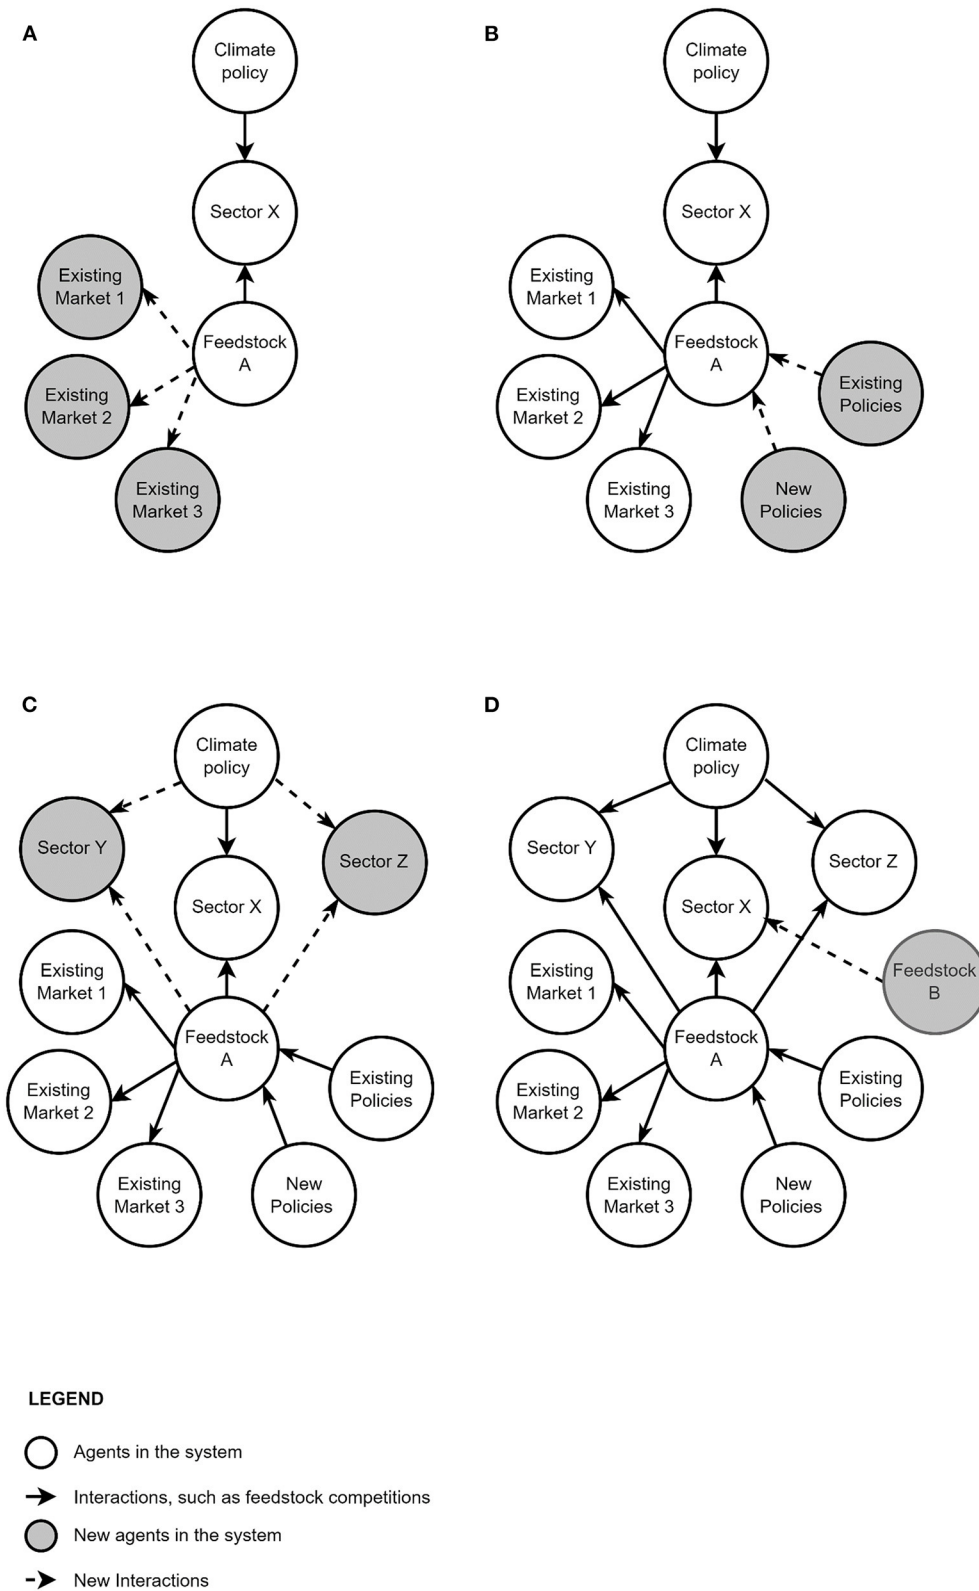 A
Climate
policy
Sector X
Existing
Market 1
Feedstock
A
Existing
Market 2
Existing
Market 3
B
Climate
policy
Sector X
Existing
Market 1
Feedstock
A
Existing
Policies
Existing
Market 2
Existing
Market 3
New
Policies
C
Climate
policy
Sector Y
Sector Z
Sector X
Existing
Market 1
Feedstock
A
Existing
Policies
Existing
Market 2
Existing
Market 3
New
Policies
D
Climate
policy
Sector Y
Sector Z
Sector X
Feedstock
B
Existing
Market 1
Feedstock
A
Existing
Policies
Existing
Market 2
Existing
Market 3
New
Policies
LEGEND
Agents in the system
Interactions, such as feedstock competitions
New agents in the system
New Interactions